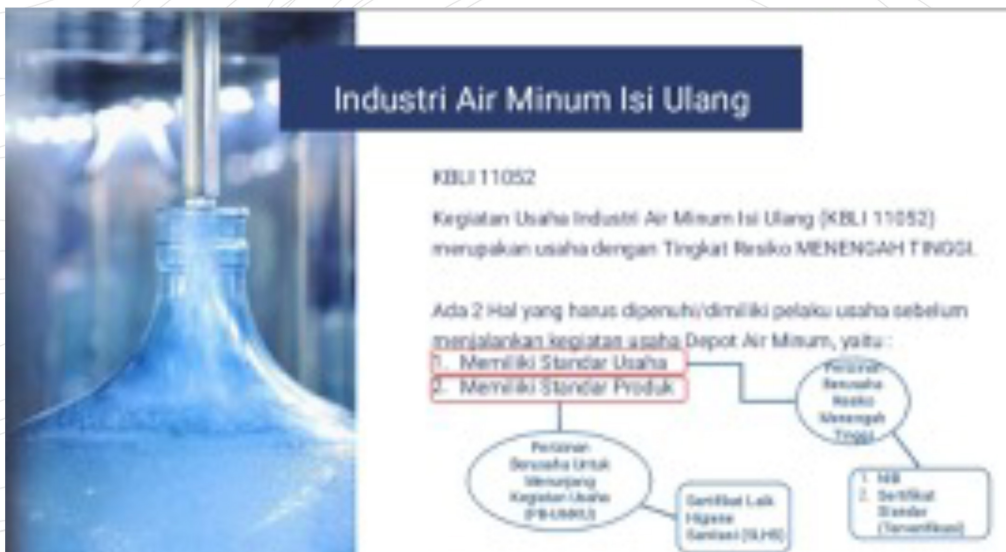 Industri Air Minum Isi Ulang
KBLI 11052
Kegiatan Usaha Industri Air Minum Isi Ulang (KBLI 11052)
merupakan usaha dengan Tingkat Resiko MENENGAH TINGGI.
Ada 2 Hal yang harus dipenuhi/dimiliki pelaku usaha sebelum
menjalankan kegiatan usaha Depot Air Minum, yaitu :
1. Memiliki Standar Usaha
2. Memiliki Standar Produk
Perizinan
Berusaha
Resiko
Menengah
Tinggi
Perizinan
Berusaha Untuk
Menunjang
Kegiatan Usaha
(PB-UMKU)
Sertifikat Laik
Higiene
Sanitasi (SLHS)
1. NIB
2. Sertifikat
Standar
(Terverifikasi)